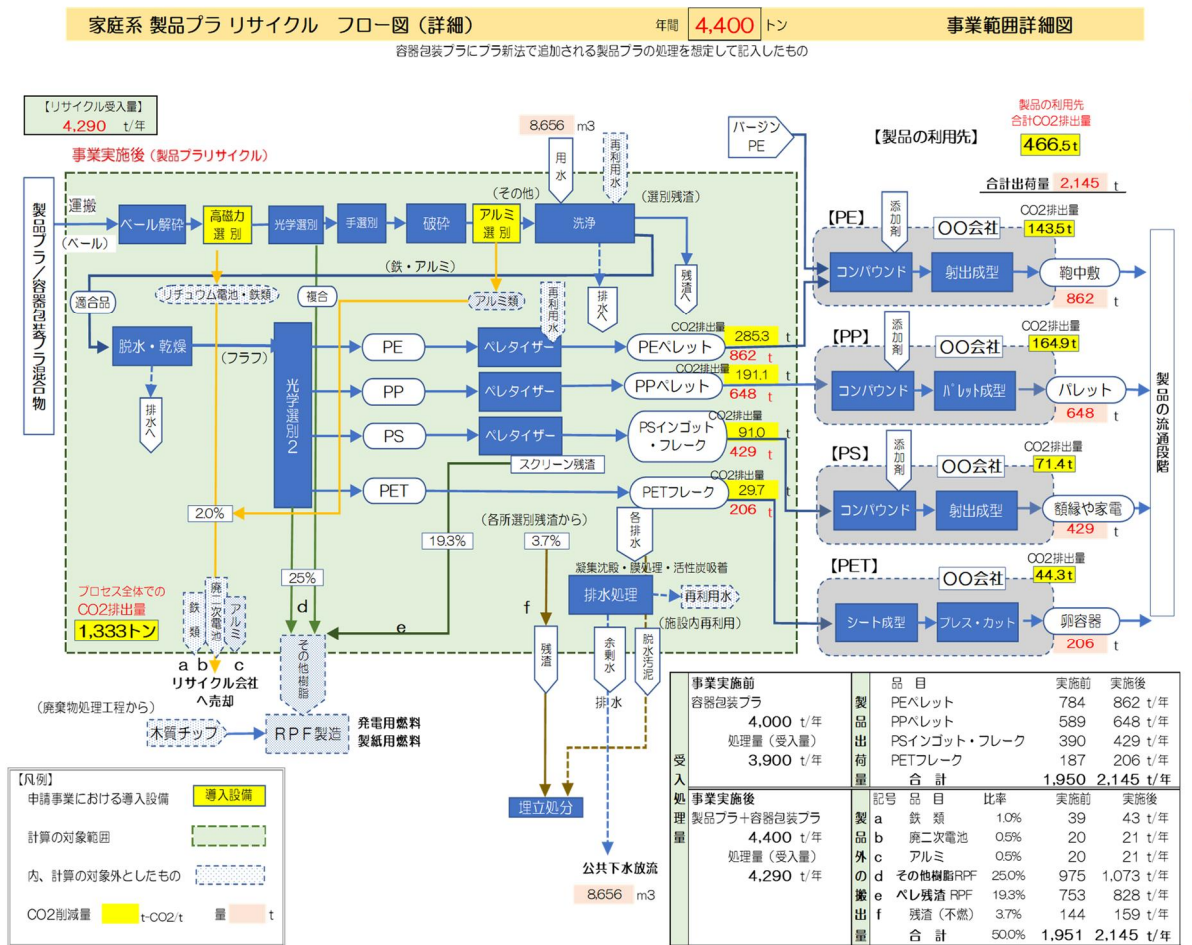 家庭系 製品プラ リサイクル フロー図（詳細） 年間 4,400 トン 事業範囲詳細図
容器包装プラにプラ新法で追加される製品プラの処理を想定して記入したもの
【リサイクル受入量】
4,290 t/年
事業実施後（製品プラリサイクル）
8.656 m3
用水
再利用水
バージン
PE
【製品の利用先】
製品の利用先
合計CO2排出量
466.5t
合計出荷量 2,145 t
製品プラ/容器包装プラ混合物
運搬
（ベール）
ベール解砕
高磁力
選別
光学選別
手選別
破砕
（その他）
アルミ
選別
洗浄
（選別残渣）
残渣へ
排水へ
（鉄・アルミ）
適合品
リチュウム電池・鉄類
複合
アルミ類
再利用水
脱水・乾燥
（フラフ）
排水へ
光学選別2
PE
ペレタイザー
PEペレット
CO2排出量
285.3 t
862 t
PP
ペレタイザー
PPペレット
CO2排出量
191.1 t
648 t
PS
ペレタイザー
PSインゴット
・フレーク
CO2排出量
91.0 t
429 t
スクリーン残渣
PET
PETフレーク
CO2排出量
29.7 t
206 t
【PE】
添加剤
〇〇会社
CO2排出量
143.5t
コンパウンド
射出成型
鞄中敷
862 t
【PP】
添加剤
〇〇会社
CO2排出量
164.9t
コンパウンド
パレット成型
パレット
648 t
【PS】
添加剤
〇〇会社
CO2排出量
71.4t
コンパウンド
射出成型
額縁や家電
429 t
【PET】
〇〇会社
CO2排出量
44.3t
シート成型
プレス・カット
卵容器
206 t
製品の流通段階
2.0%
19.3%
（各所選別残渣から）
3.7%
各排水
凝集沈殿・膜処理・活性炭吸着
排水処理
再利用水
（施設内再利用）
25%
d
e
f
プロセス全体での
CO2排出量
1,333トン
鉄類
廃二次電池
アルミ
a b c
リサイクル会社
へ売却
その他樹脂
残渣
余剰水
排水
脱水汚泥
（廃棄物処理工程から）
木質チップ
RPF製造
発電用燃料
製紙用燃料
埋立処分
公共下水放流
8.656 m3
【凡例】
申請事業における導入設備 導入設備
計算の対象範囲
内、計算の対象外としたもの
CO2削減量 t-CO2/t 量 t
受入処理量
事業実施前
容器包装プラ
4,000 t/年
処理量（受入量）
3,900 t/年
事業実施後
製品プラ＋容器包装プラ
4,400 t/年
処理量（受入量）
4,290 t/年
製品出荷量
品 目 実施前 実施後
PEペレット 784 862 t/年
PPペレット 589 648 t/年
PSインゴット・フレーク 390 429 t/年
PETフレーク 187 206 t/年
合 計 1,950 2,145 t/年
製品外の搬出量
記号 品 目 比率 実施前 実施後
a 鉄 類 1.0% 39 43 t/年
b 廃二次電池 0.5% 20 21 t/年
c アルミ 0.5% 20 21 t/年
d その他樹脂RPF 25.0% 975 1,073 t/年
e ペレ残渣 RPF 19.3% 753 828 t/年
f 残渣（不燃） 3.7% 144 159 t/年
合 計 50.0% 1,951 2,145 t/年